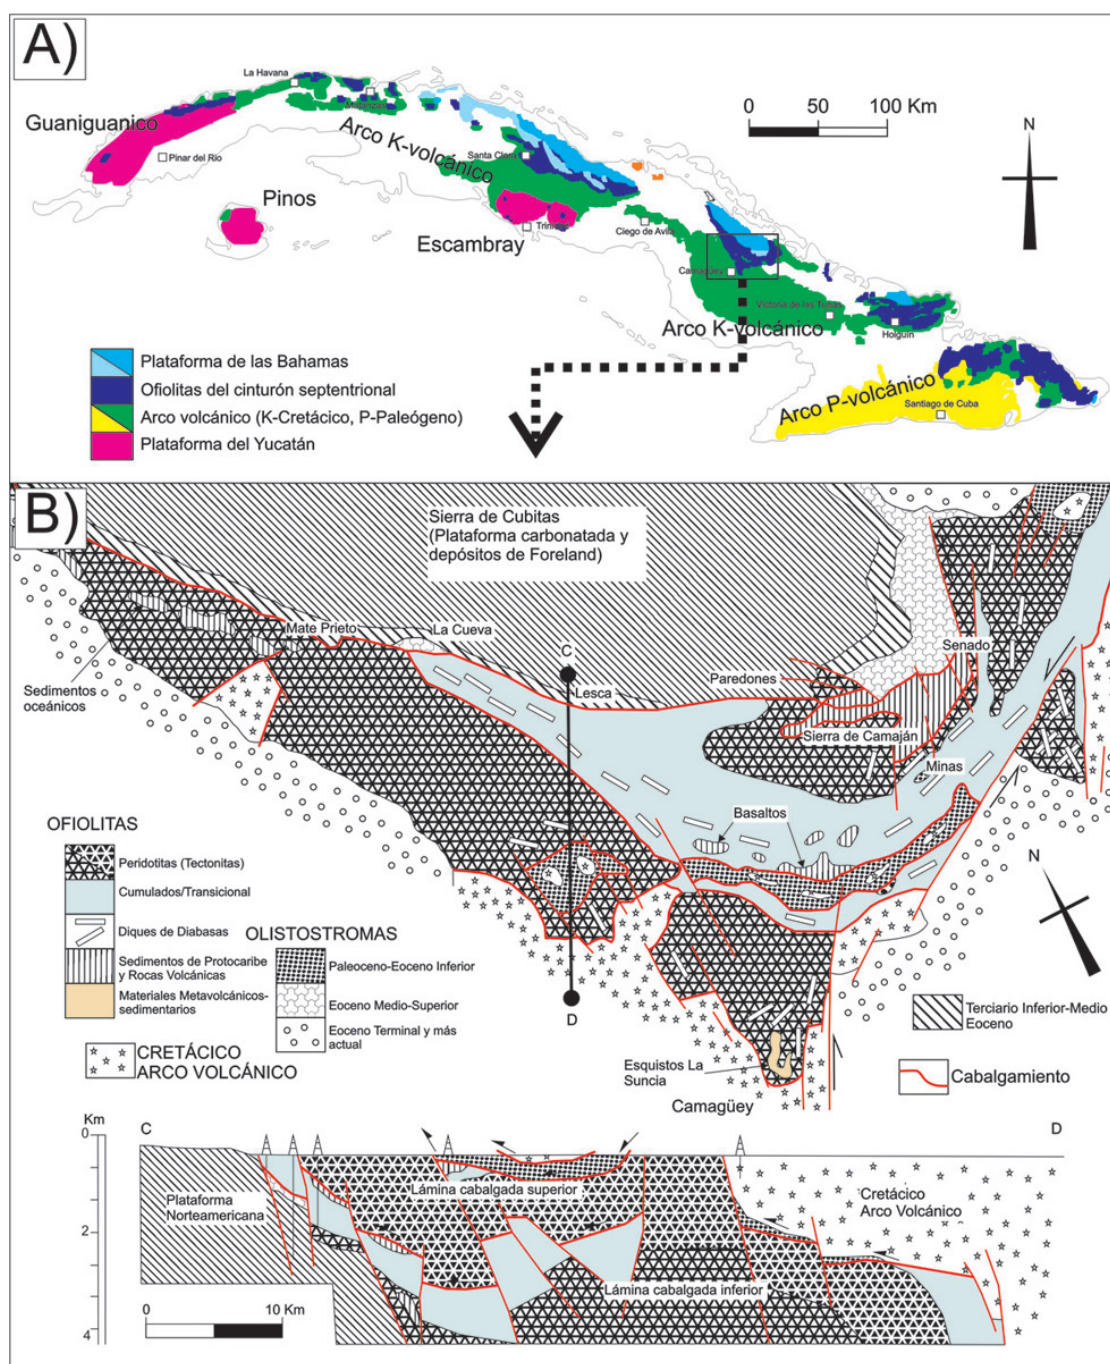 A)
La Havana
Matanzas
Guaniguanico
Arco K-volcánico
0 50 100 Km
N
Pinar del Río
Santa Clara
Pinos
Escambray
Trinidad
Ciego de Avila
Camagüey
Victoria de las Tunas
Arco K-volcánico
Holguín
Arco P-volcánico
Santiago de Cuba
Plataforma de las Bahamas
Ofiolitas del cinturón septentrional
Arco volcánico (K-Cretácico, P-Paleógeno)
Plataforma del Yucatán
B)
Sierra de Cubitas
(Plataforma carbonatada y
depósitos de Foreland)
Mate Prieto
La Cueva
C
Senado
Paredones
Lesca
Sedimentos
oceánicos
Sierra de Camaján
Minas
Basaltos
N
OFIOLITAS
Peridotitas (Tectonitas)
Cumulados/Transicional
Diques de Diabasas
Sedimentos de Protocaribe
y Rocas Volcánicas
Materiales Metavolcánicos-
sedimentarios
OLISTOSTROMAS
Paleoceno-Eoceno Inferior
Eoceno Medio-Superior
Eoceno Terminal y más
actual
D
Terciario Inferior-Medio
Eoceno
CRETÁCICO
ARCO VOLCÁNICO
Esquistos La
Suncia
Camagüey
Cabalgamiento
Km
C
D
0
2
4
Plataforma
Norteamericana
Lámina cabalgada superior
Cretácico
Arco Volcánico
Lámina cabalgada inferior
0 10 Km